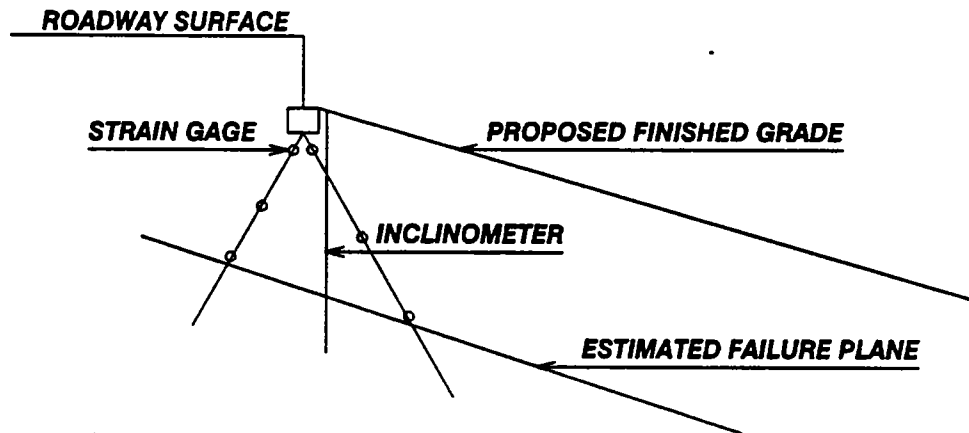 ROADWAY SURFACE
STRAIN GAGE
PROPOSED FINISHED GRADE
INCLINOMETER
ESTIMATED FAILURE PLANE